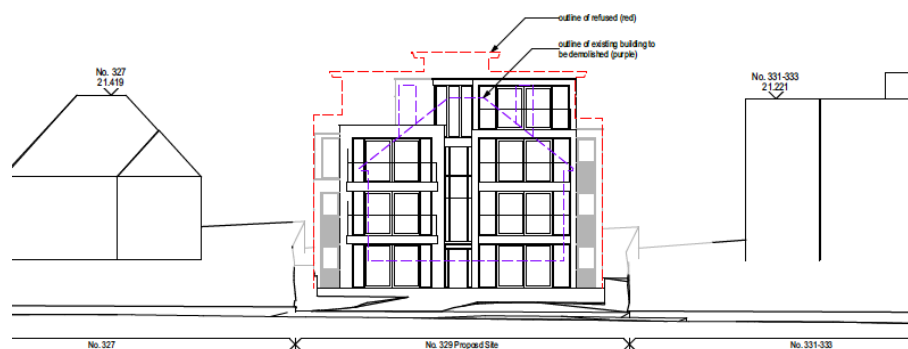 outline of refused (red)
outline of existing building to
be demolished (purple)
No. 327
21.419
No. 331-333
21.221
No. 327
No. 329 Proposd Site
No. 331-333